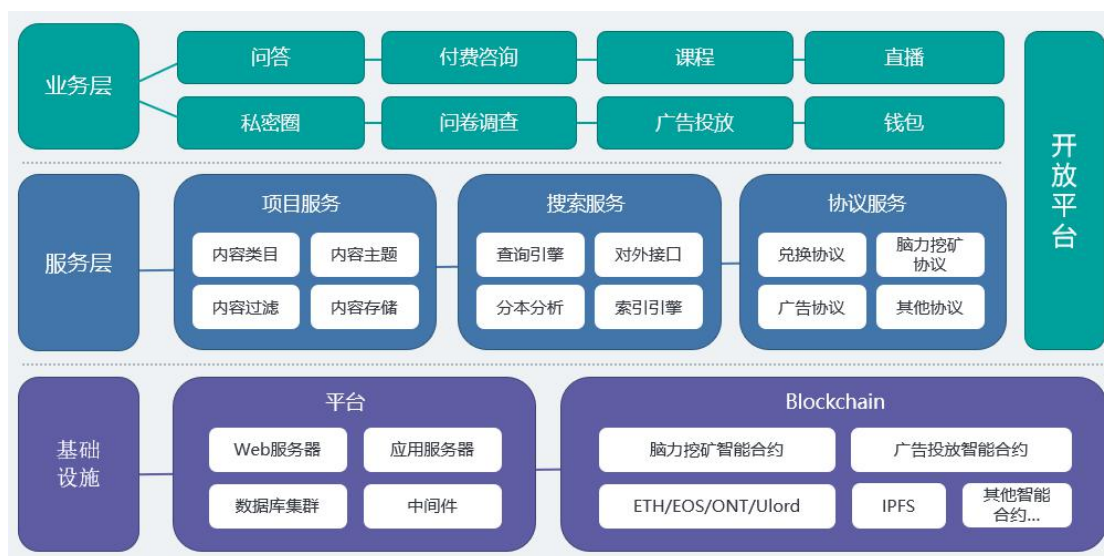 业务层
问答
付费咨询
课程
直播
私密圈
问卷调查
广告投放
钱包
开
放
平
台
服务层
项目服务
内容类目
内容主题
内容过滤
内容存储
搜索服务
查询引擎
对外接口
分本分析
索引引擎
协议服务
兑换协议
脑力挖矿
协议
广告协议
其他协议
基础
设施
平台
Web服务器
应用服务器
数据库集群
中间件
Blockchain
脑力挖矿智能合约
广告投放智能合约
ETH/EOS/ONT/Ulord
IPFS
其他智能
合约...